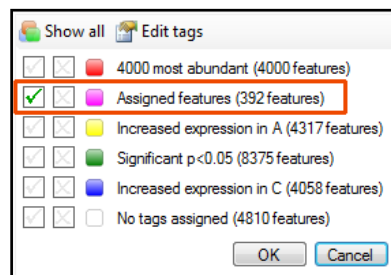 Show all Edit tags
4000 most abundant (4000 features)
Assigned features (392 features)
Increased expression in A (4317 features)
Significant p<0.05 (8375 features)
Increased expression in C (4058 features)
No tags assigned (4810 features)
OK Cancel